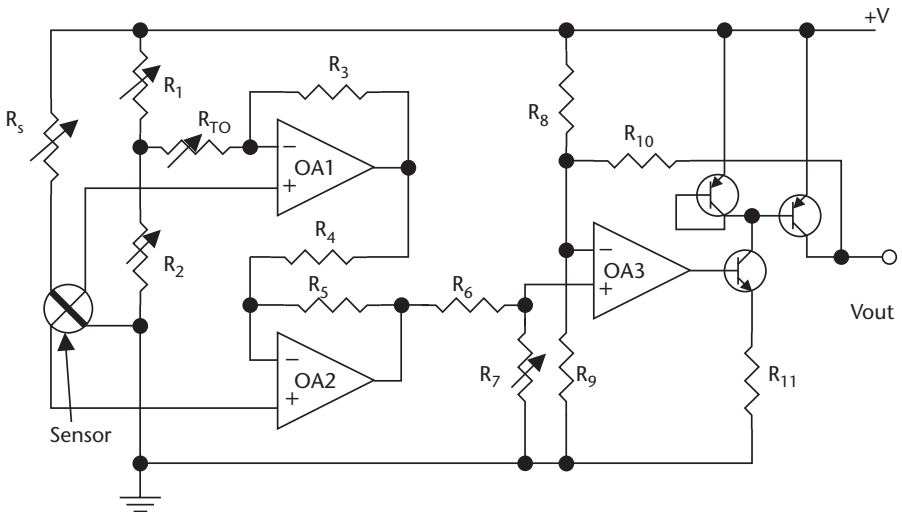 +V
R1
R3
RTO
Rs
R8
R10
OA1
R4
R2
OA3
R5
R6
Vout
OA2
R7
R9
R11
Sensor